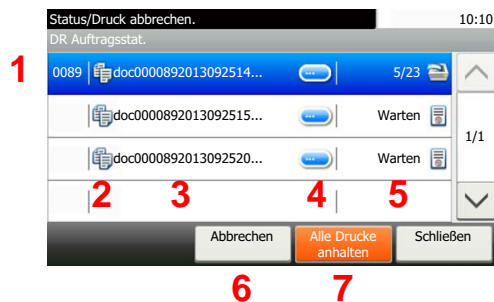 Status/Druck abbrechen. 10:10
DR Auftragsstat.
1 0089 doc0000892013092514... 5/23
doc0000892013092515... Warten
1/1
doc0000892013092520... Warten
2 3 4 5
Abbrechen Alle Drucke anhalten Schließen
6 7